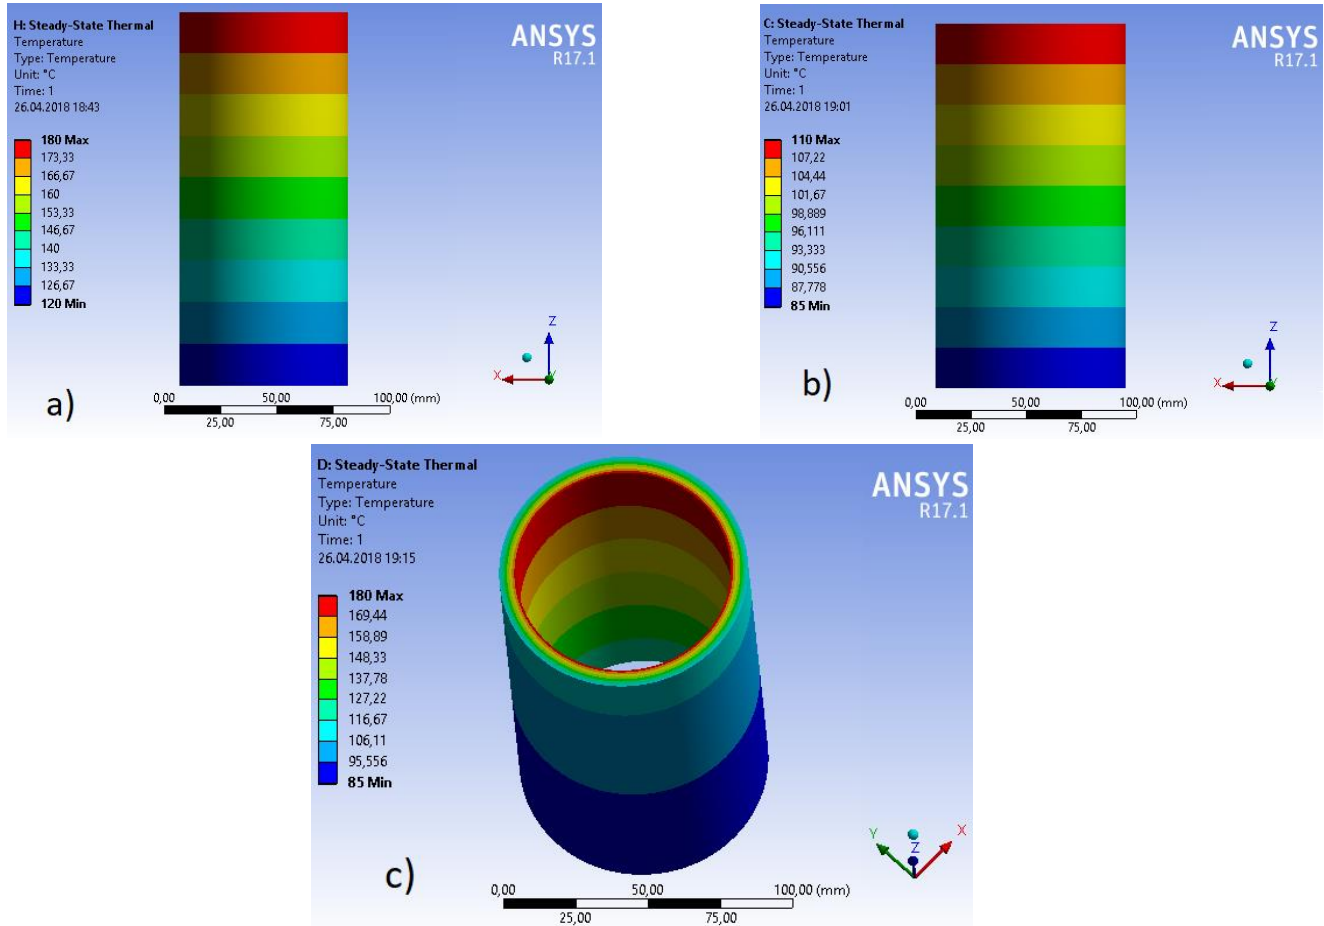 H: Steady-State Thermal
Temperature
Type: Temperature
Unit: °C
Time: 1
26.04.2018 18:43
180 Max
173,33
166,67
160
153,33
146,67
140
133,33
126,67
120 Min
ANSYS
R17.1
Z
X
Y
0,00 50,00 100,00 (mm)
25,00 75,00
a)
C: Steady-State Thermal
Temperature
Type: Temperature
Unit: °C
Time: 1
26.04.2018 19:01
110 Max
107,22
104,44
101,67
98,889
96,111
93,333
90,556
87,778
85 Min
ANSYS
R17.1
Z
X
Y
0,00 50,00 100,00 (mm)
25,00 75,00
b)
D: Steady-State Thermal
Temperature
Type: Temperature
Unit: °C
Time: 1
26.04.2018 19:15
180 Max
169,44
158,89
148,33
137,78
127,22
116,67
106,11
95,556
85 Min
ANSYS
R17.1
Y
X
Z
0,00 50,00 100,00 (mm)
25,00 75,00
c)